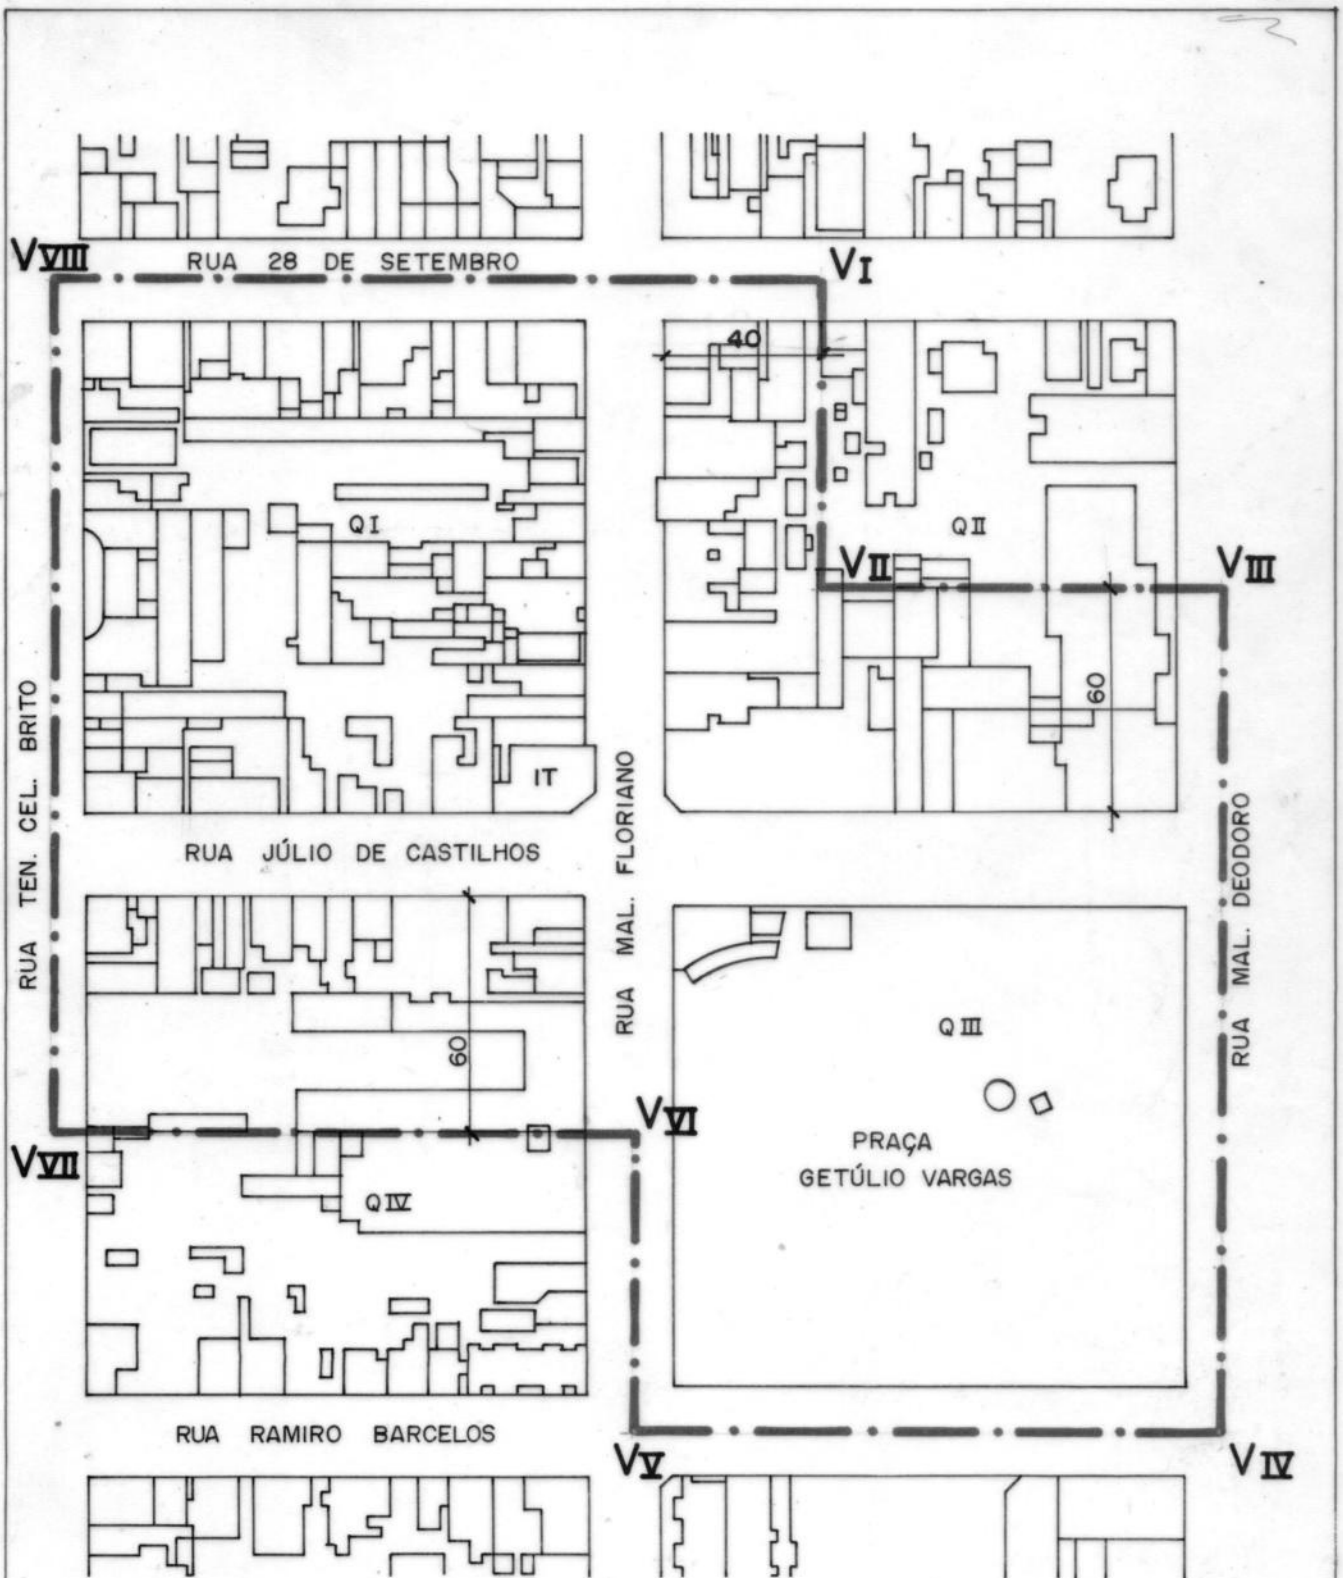 VVIII
RUA 28 DE SETEMBRO
VI
40
QI
QII
VII
VIII
60
IT
RUA TEN. CEL. BRITO
RUA MAL. FLORIANO
RUA JÚLIO DE CASTILHOS
RUA MAL. DEODORO
60
QIII
VVI
PRAÇA
GETÚLIO VARGAS
VVII
QIV
RUA RAMIRO BARCELOS
VV
VIV